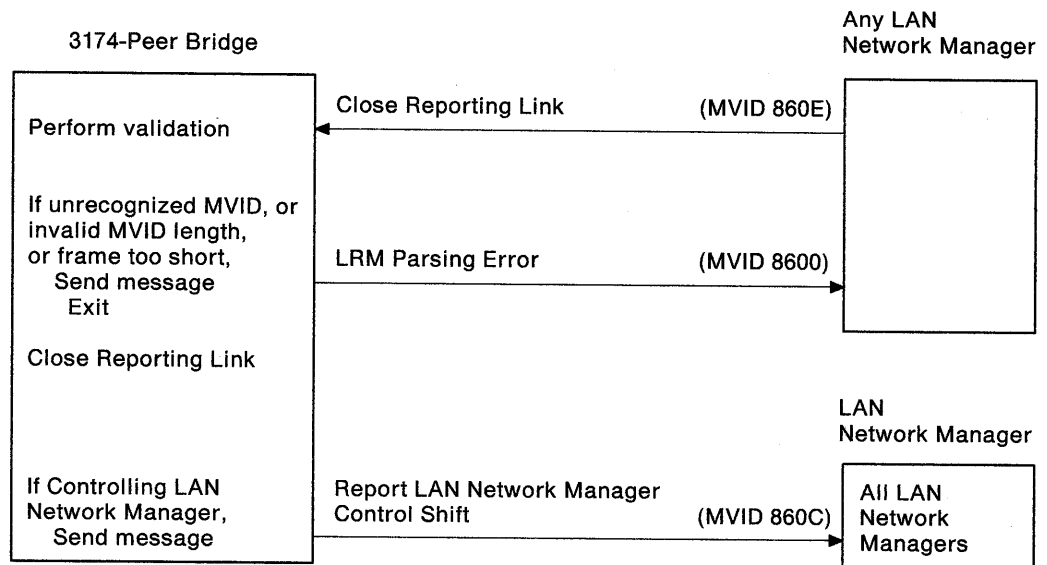 3174-Peer Bridge
Any LAN
Network Manager
Perform validation
Close Reporting Link (MVID 860E)
If unrecognized MVID, or
invalid MVID length,
or frame too short,
Send message
Exit
LRM Parsing Error (MVID 8600)
Close Reporting Link
LAN
Network Manager
If Controlling LAN
Network Manager,
Send message
Report LAN Network Manager
Control Shift (MVID 860C)
All LAN
Network
Managers